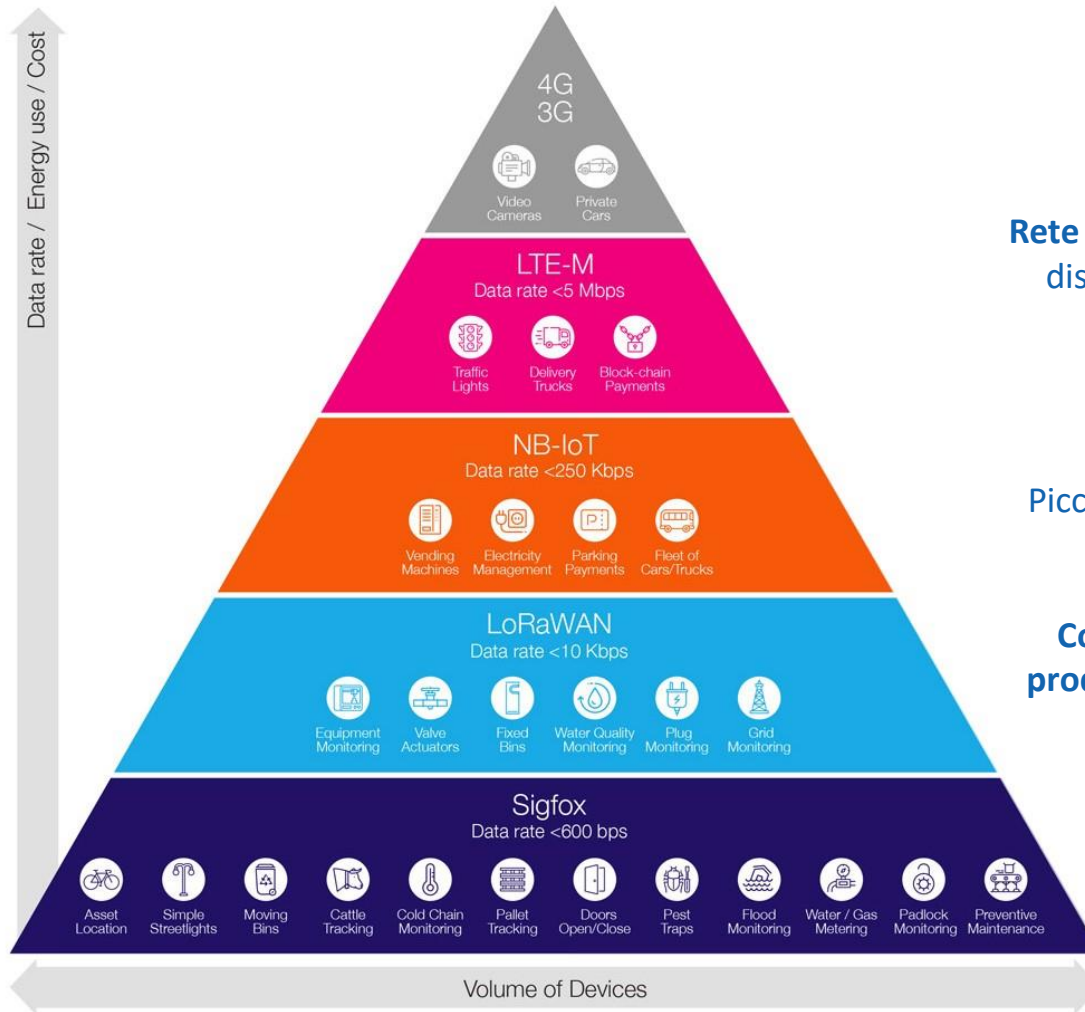 Data rate / Energy use / Cost
4G
3G
Video
Cameras
Private
Cars
LTE-M
Data rate <5 Mbps
Traffic
Lights
Delivery
Trucks
Block-chain
Payments
NB-IoT
Data rate <250 Kbps
Vending
Machines
Electricity
Management
Parking
Payments
Fleet of
Cars/Trucks
LoRaWAN
Data rate <10 Kbps
Equipment
Monitoring
Valve
Actuators
Fixed
Bins
Water Quality
Monitoring
Plug
Monitoring
Grid
Monitoring
Sigfox
Data rate <600 bps
Asset
Location
Simple
Streetlights
Moving
Bins
Cattle
Tracking
Cold Chain
Monitoring
Pallet
Tracking
Doors
Open/Close
Pest
Traps
Flood
Monitoring
Water / Gas
Metering
Padlock
Monitoring
Preventive
Maintenance
Volume of Devices
Rete
dis
Picc
Co
prod